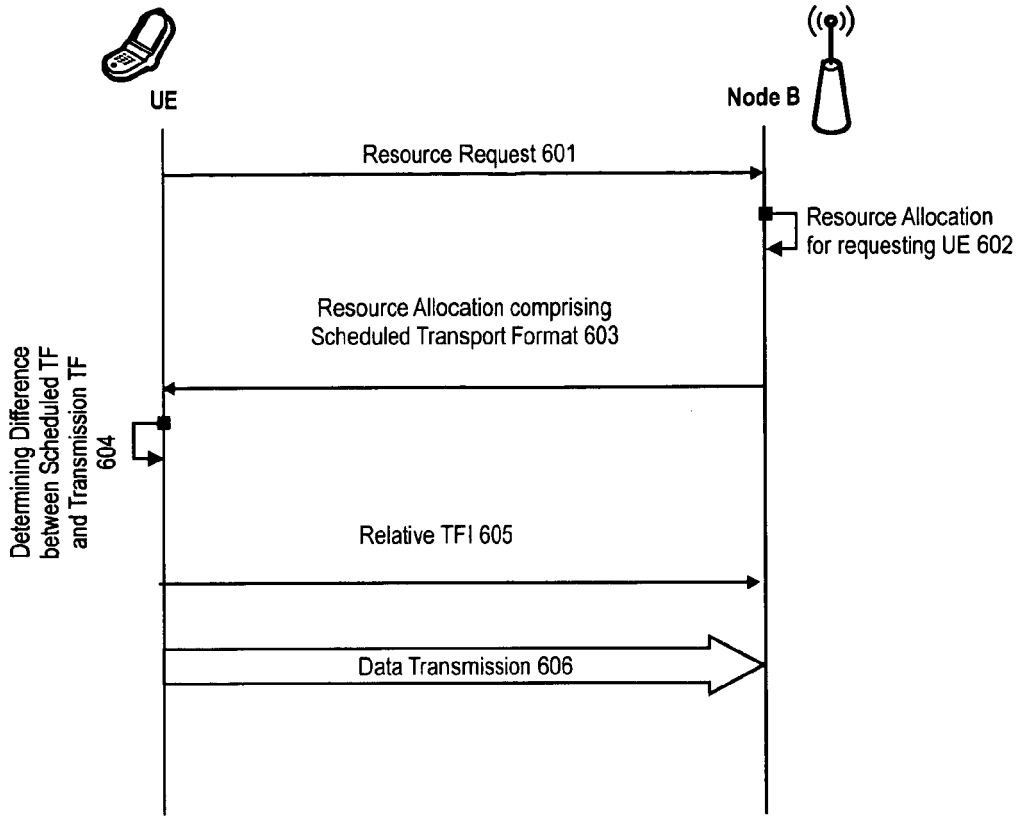 UE
Node B
Resource Request 601
Resource Allocation
for requesting UE 602
Resource Allocation comprising
Scheduled Transport Format 603
Determining Difference
between Scheduled TF
and Transmission TF
604
Relative TFI 605
Data Transmission 606